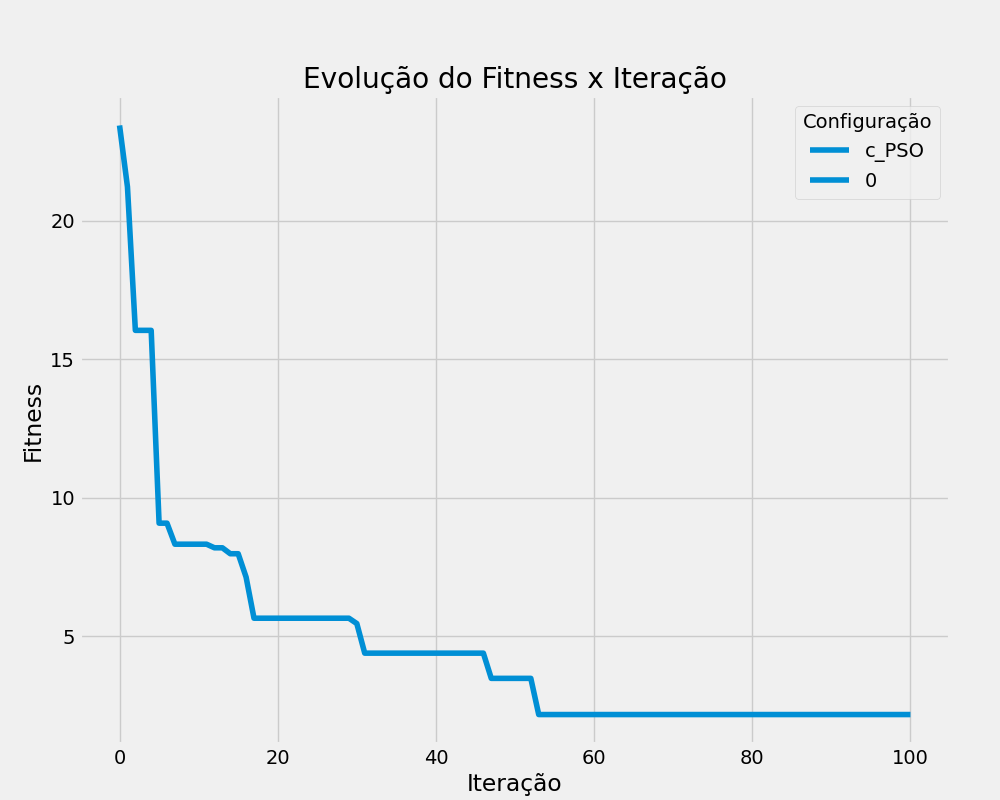 Evolução do Fitness x Iteração
Configuração
c_PSO
0
Fitness
20
15
10
5
0 20 40 60 80 100
Iteração